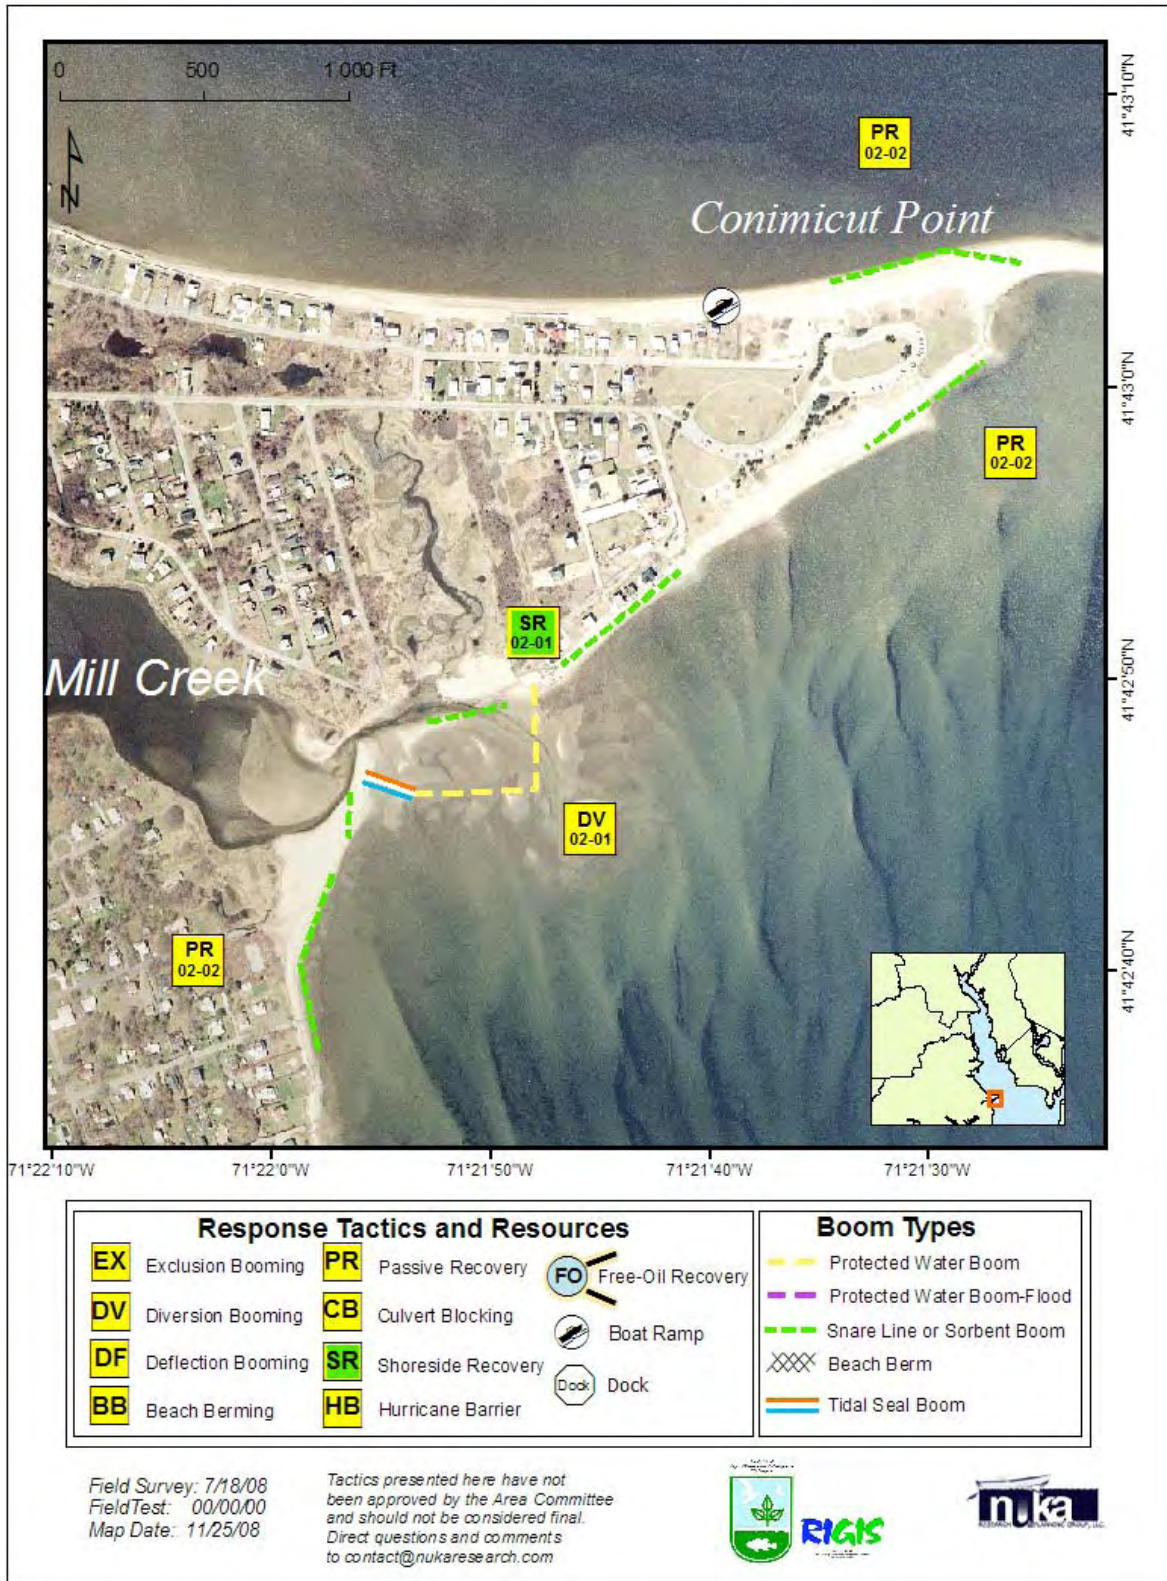 0 500 1 000 Ft
N
PR
02-02
Conimicut Point
41°43'10"N
41°43'0"N
PR
02-02
SR
02-01
Mill Creek
41°42'50"N
DV
02-01
PR
02-02
41°42'40"N
71°22'10"W 71°22'0"W 71°21'50"W 71°21'40"W 71°21'30"W
Response Tactics and Resources
EX Exclusion Booming
DV Diversion Booming
DF Deflection Booming
BB Beach Berming
PR Passive Recovery
CB Culvert Blocking
SR Shoreside Recovery
HB Hurricane Barrier
FO Free-Oil Recovery
Boat Ramp
Dock Dock
Boom Types
Protected Water Boom
Protected Water Boom-Flood
Snare Line or Sorbent Boom
Beach Berm
Tidal Seal Boom
Field Survey: 7/18/08
FieldTest: 00/00/00
Map Date: 11/25/08
Tactics presented here have not
been approved by the Area Committee
and should not be considered final.
Direct questions and comments
to contact@nukaresearch.com
RIGIS
nuka